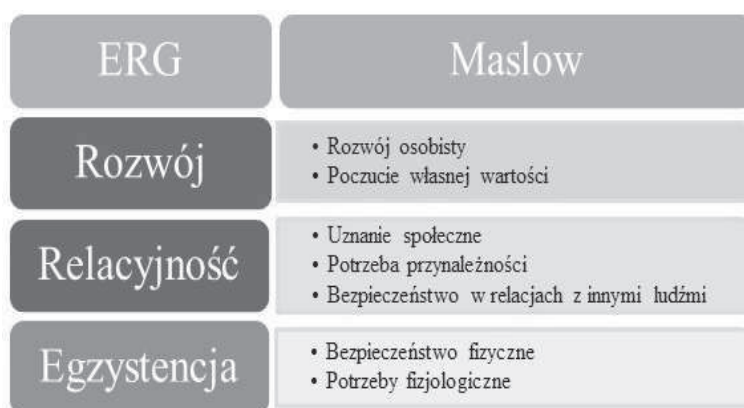 ERG
Maslow
Rozwój
• Rozwój osobisty
• Poczucie własnej wartości
Relacyjność
• Uznanie społeczne
• Potrzeba przynależności
• Bezpieczeństwo w relacjach z innymi ludźmi
Egzystencja
• Bezpieczeństwo fizyczne
• Potrzeby fizjologiczne